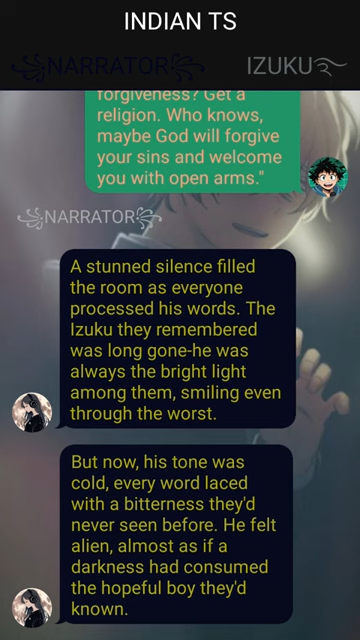 INDIAN TS
NARRATOR
IZUKU
forgiveness? Get a
religion. Who knows,
maybe God will forgive
your sins and welcome
you with open arms."
NARRATOR
A stunned silence filled
the room as everyone
processed his words. The
Izuku they remembered
was long gone-he was
always the bright light
among them, smiling even
through the worst.
But now, his tone was
cold, every word laced
with a bitterness they'd
never seen before. He felt
alien, almost as if a
darkness had consumed
the hopeful boy they'd
known.